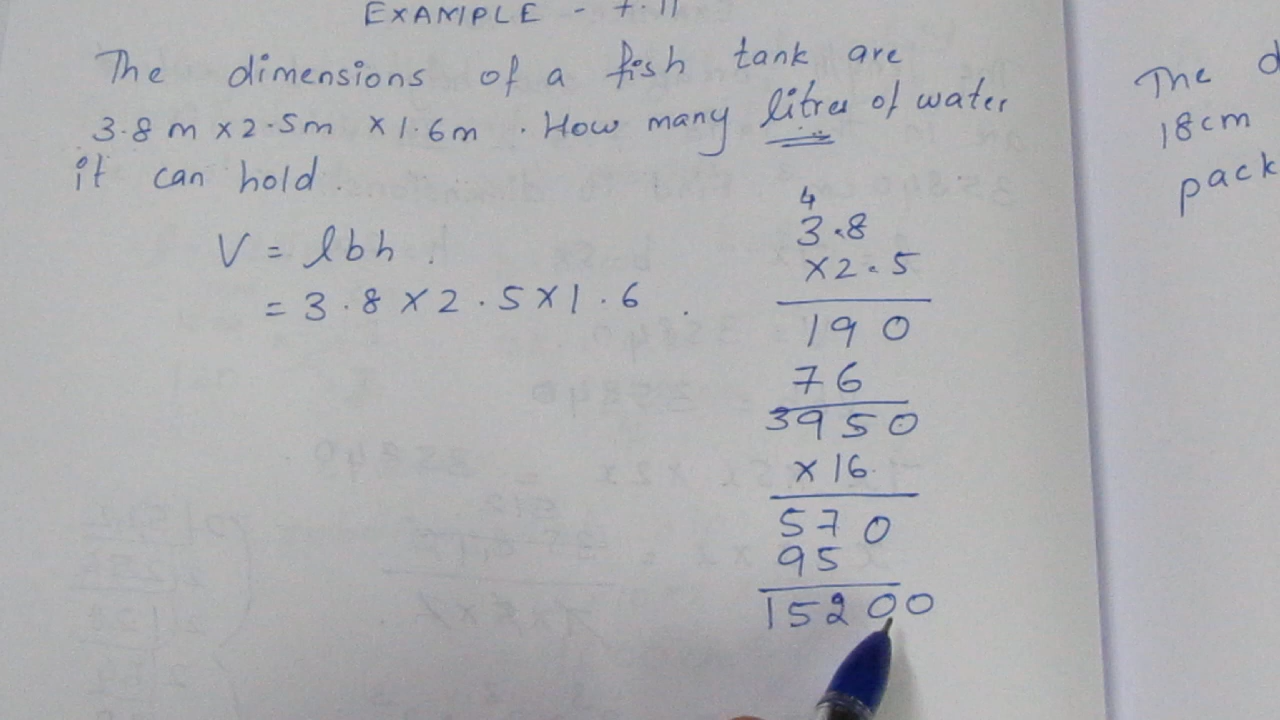 EXAMPLE - 7.11
The dimensions of a fish tank are
3.8 m x 2.5m x 1.6m . How many litres of water
it can hold.
V = lbh .
= 3.8 x 2.5 x 1.6 .
4
3.8
x2.5
190
76
3950
x16.
570
95
15200
The d
18cm
pack